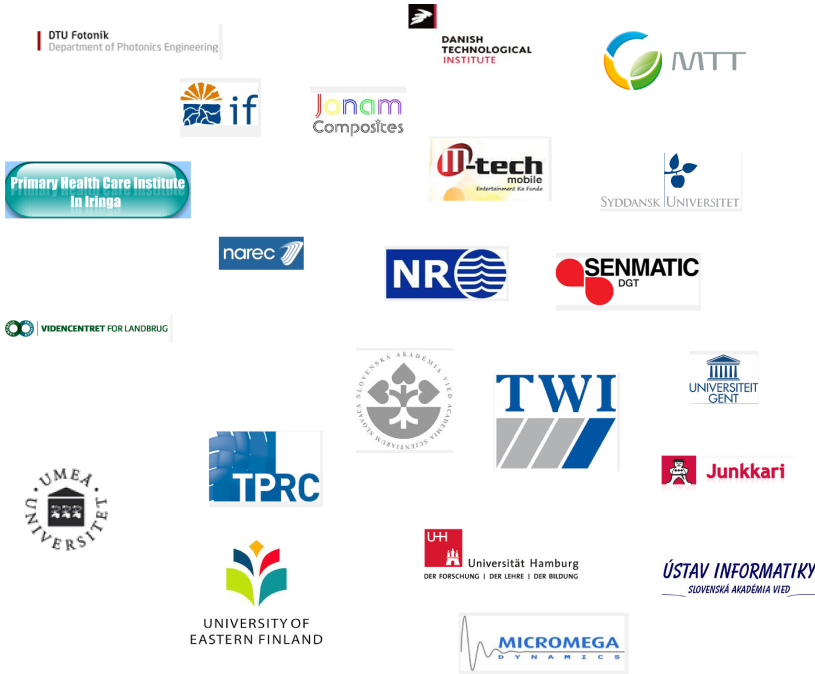 DTU Fotonik
Department of Photonics Engineering
DANISH
TECHNOLOGICAL
INSTITUTE
MTT
if
Jonam
Composites
W-tech
mobile
Entertainment Ka Funda
Primary Health Care Institute
In Iringa
SYDDANSK UNIVERSITET
narec
NR
SENMATIC
DGT
VIDENCENTRET FOR LANDBRUG
SLOVENSKÁ AKADÉMIA VIED ACADEMIA SCIENTIARUM SLOVACA
TWI
UNIVERSITEIT
GENT
TPRC
Junkkari
UMEÅ
UNIVERSITET
UH
Universität Hamburg
DER FORSCHUNG | DER LEHRE | DER BILDUNG
ÚSTAV INFORMATIKY
SLOVENSKÁ AKADÉMIA VIED
UNIVERSITY OF
EASTERN FINLAND
MICROMEGA
DYNAMICS